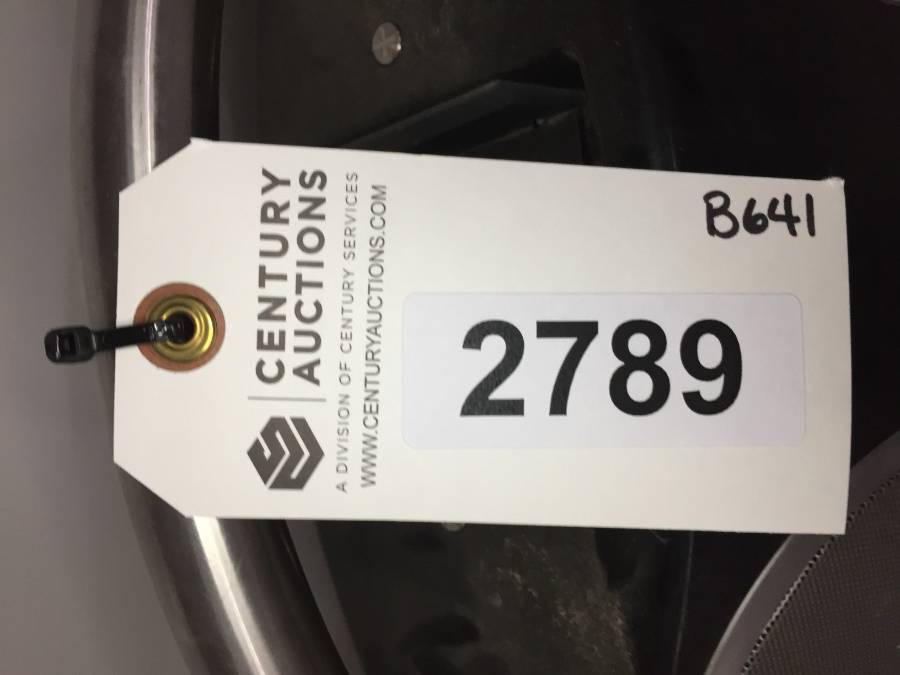 CENTURY
AUCTIONS
A DIVISION OF CENTURY SERVICES
WWW.CENTURYAUCTIONS.COM
2789
B641